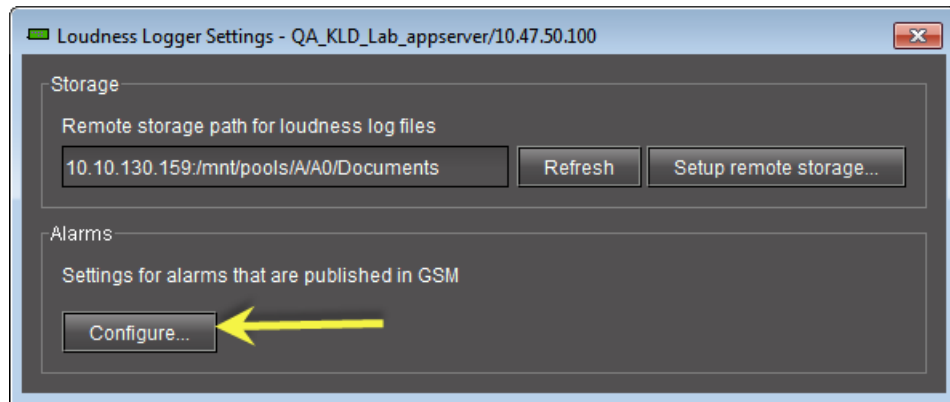 Loudness Logger Settings - QA_KLD_Lab_appserver/10.47.50.100
Storage
Remote storage path for loudness log files
10.10.130.159:/mnt/pools/A/A0/Documents Refresh Setup remote storage...
Alarms
Settings for alarms that are published in GSM
Configure...